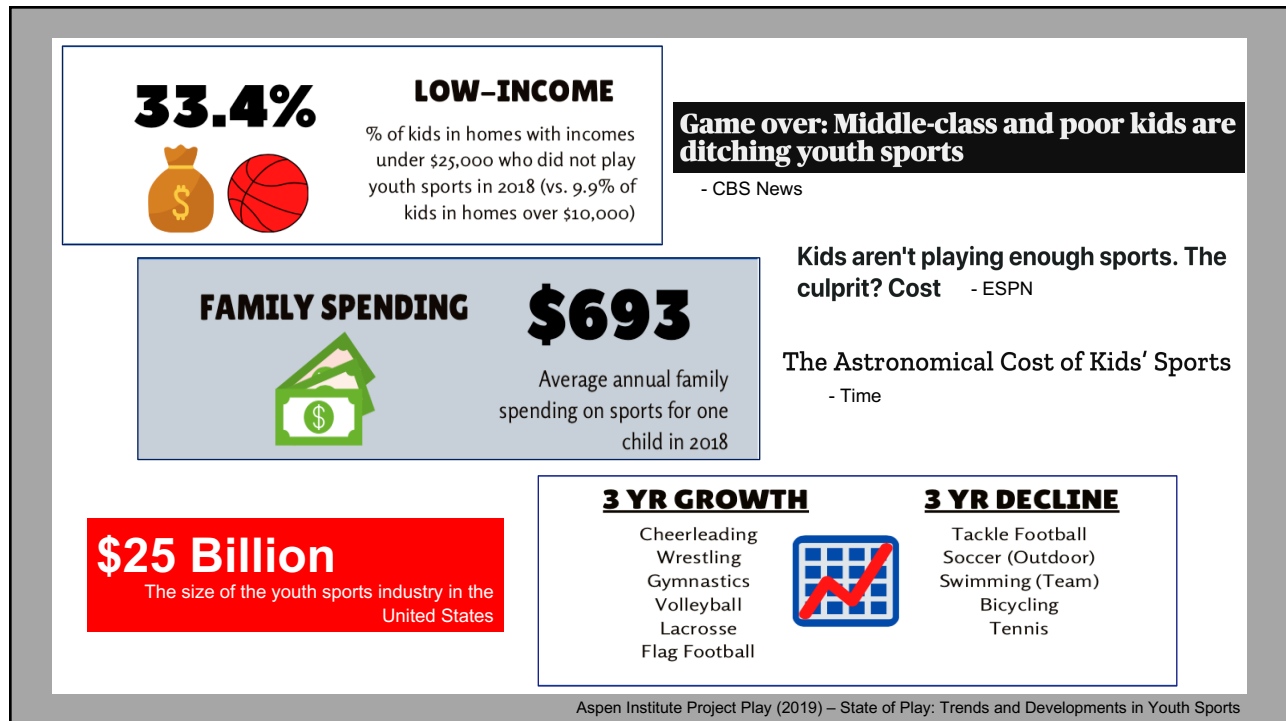 33.4%
LOW–INCOME
% of kids in homes with incomes
under $25,000 who did not play
youth sports in 2018 (vs. 9.9% of
kids in homes over $10,000)
Game over: Middle-class and poor kids are
ditching youth sports
- CBS News
Kids aren't playing enough sports. The
culprit? Cost - ESPN
The Astronomical Cost of Kids’ Sports
- Time
FAMILY SPENDING
$
$693
Average annual family
spending on sports for one
child in 2018
$25 Billion
The size of the youth sports industry in the
United States
3 YR GROWTH
Cheerleading
Wrestling
Gymnastics
Volleyball
Lacrosse
Flag Football
3 YR DECLINE
Tackle Football
Soccer (Outdoor)
Swimming (Team)
Bicycling
Tennis
Aspen Institute Project Play (2019) – State of Play: Trends and Developments in Youth Sports